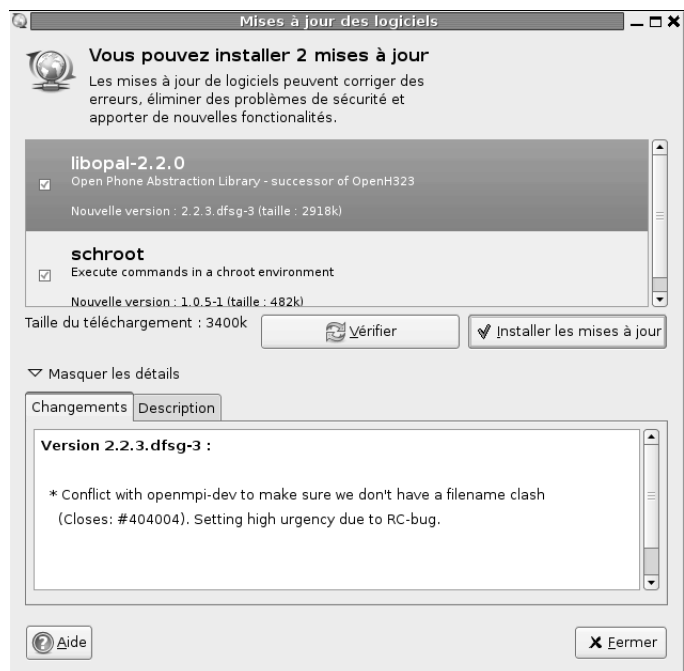 Mises à jour des logiciels
Vous pouvez installer 2 mises à jour
Les mises à jour de logiciels peuvent corriger des
erreurs, éliminer des problèmes de sécurité et
apporter de nouvelles fonctionalités.
libopal-2.2.0
Open Phone Abstraction Library - successor of OpenH323
Nouvelle version : 2.2.3.dfsg-3 (taille : 2918k)
schroot
Execute commands in a chroot environment
Nouvelle version : 1.0.5-1 (taille : 482k)
Taille du téléchargement : 3400k
Vérifier
Installer les mises à jour
Masquer les détails
Changements
Description
Version 2.2.3.dfsg-3 :
* Conflict with openmpi-dev to make sure we don't have a filename clash
(Closes: #404004). Setting high urgency due to RC-bug.
Aide
Fermer